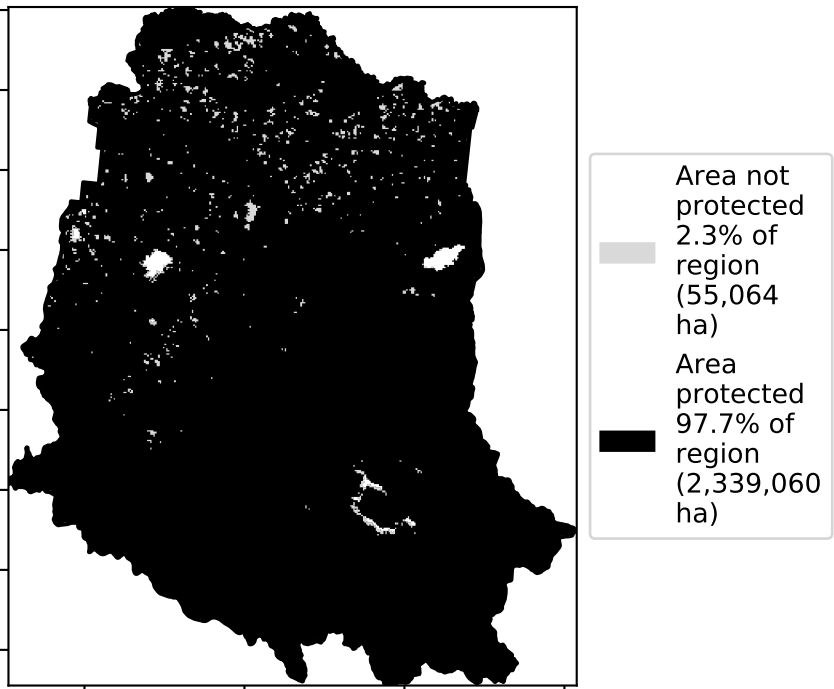 Area not
protected
2.3% of
region
(55,064
ha)
Area
protected
97.7% of
region
(2,339,060
ha)